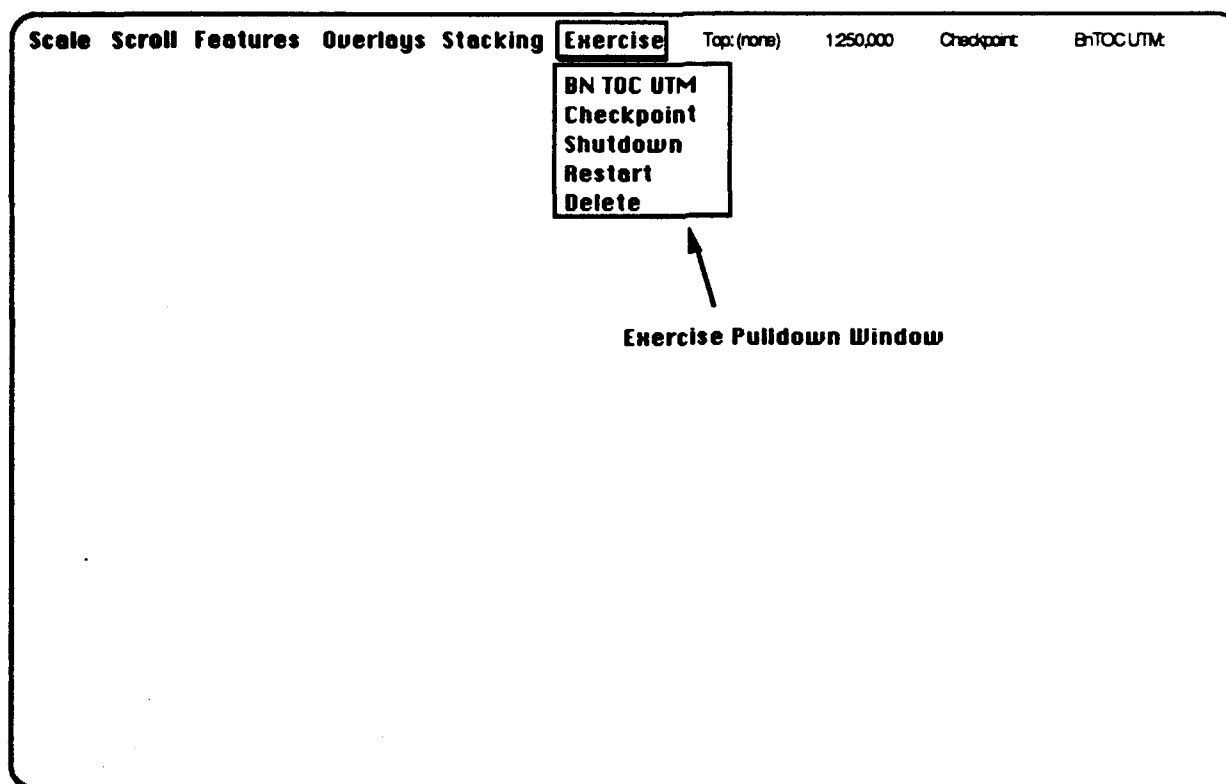 Scale Scroll Features Overlays Stacking Exercise Top: (none) 1:250,000 Checkpoint: BnTOC UTM:
BN TOC UTM
Checkpoint
Shutdown
Restart
Delete
Exercise Pulldown Window